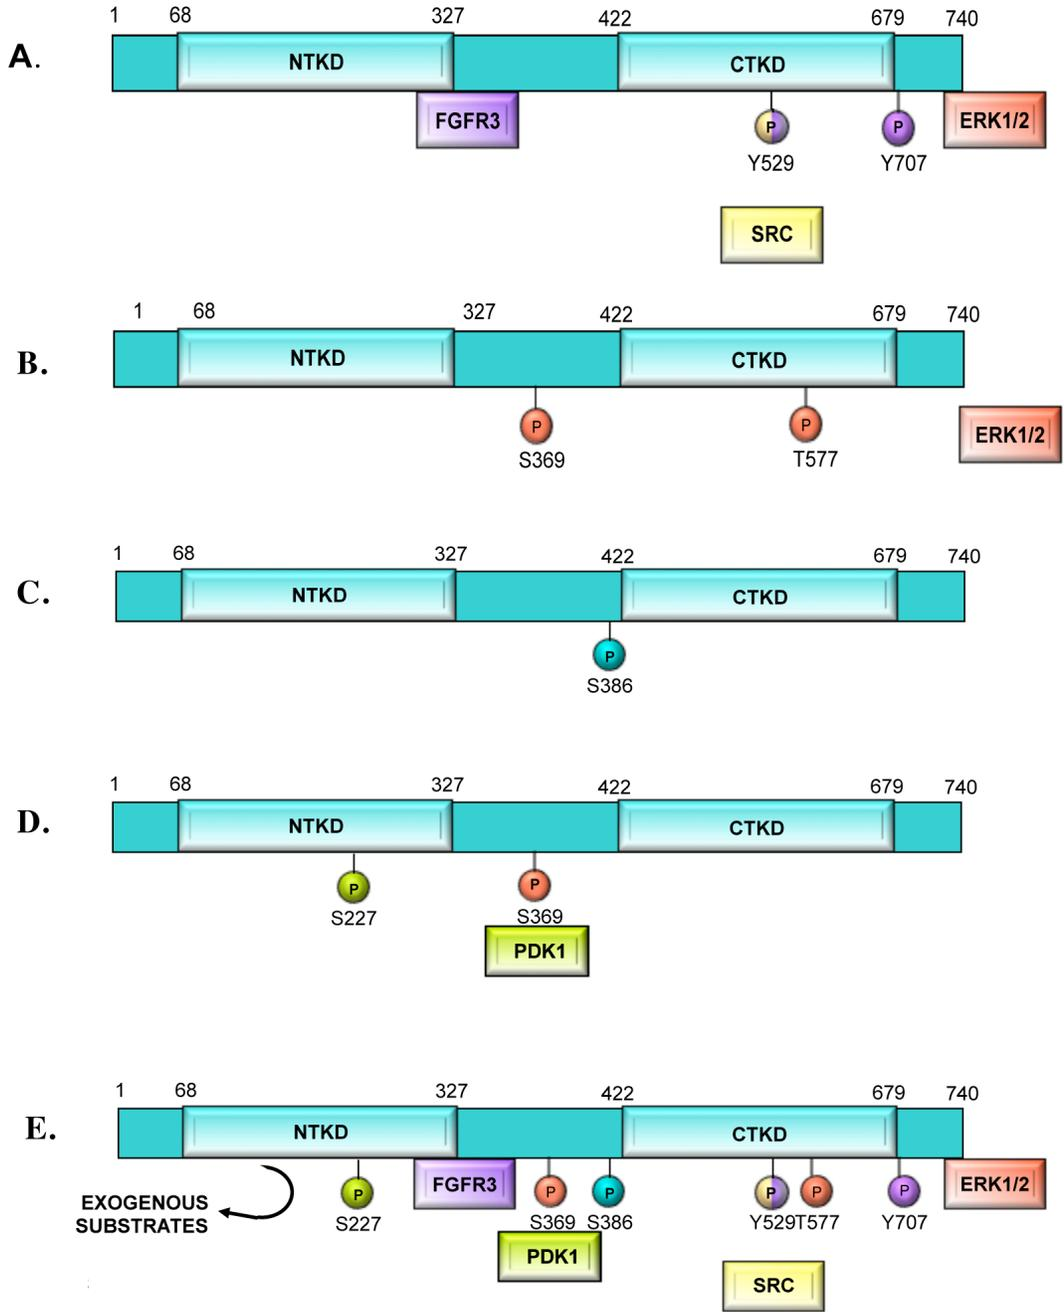 1 68 327 422 679 740
A.
NTKD CTKD
FGFR3 P P ERK1/2
Y529 Y707
SRC
1 68 327 422 679 740
B.
NTKD CTKD
P P ERK1/2
S369 T577
1 68 327 422 679 740
C.
NTKD CTKD
P
S386
1 68 327 422 679 740
D.
NTKD CTKD
P P
S227 S369
PDK1
1 68 327 422 679 740
E.
NTKD CTKD
P FGFR3 P P P P P ERK1/2
EXOGENOUS
SUBSTRATES
S227 S369 S386 Y529 T577 Y707
PDK1
SRC